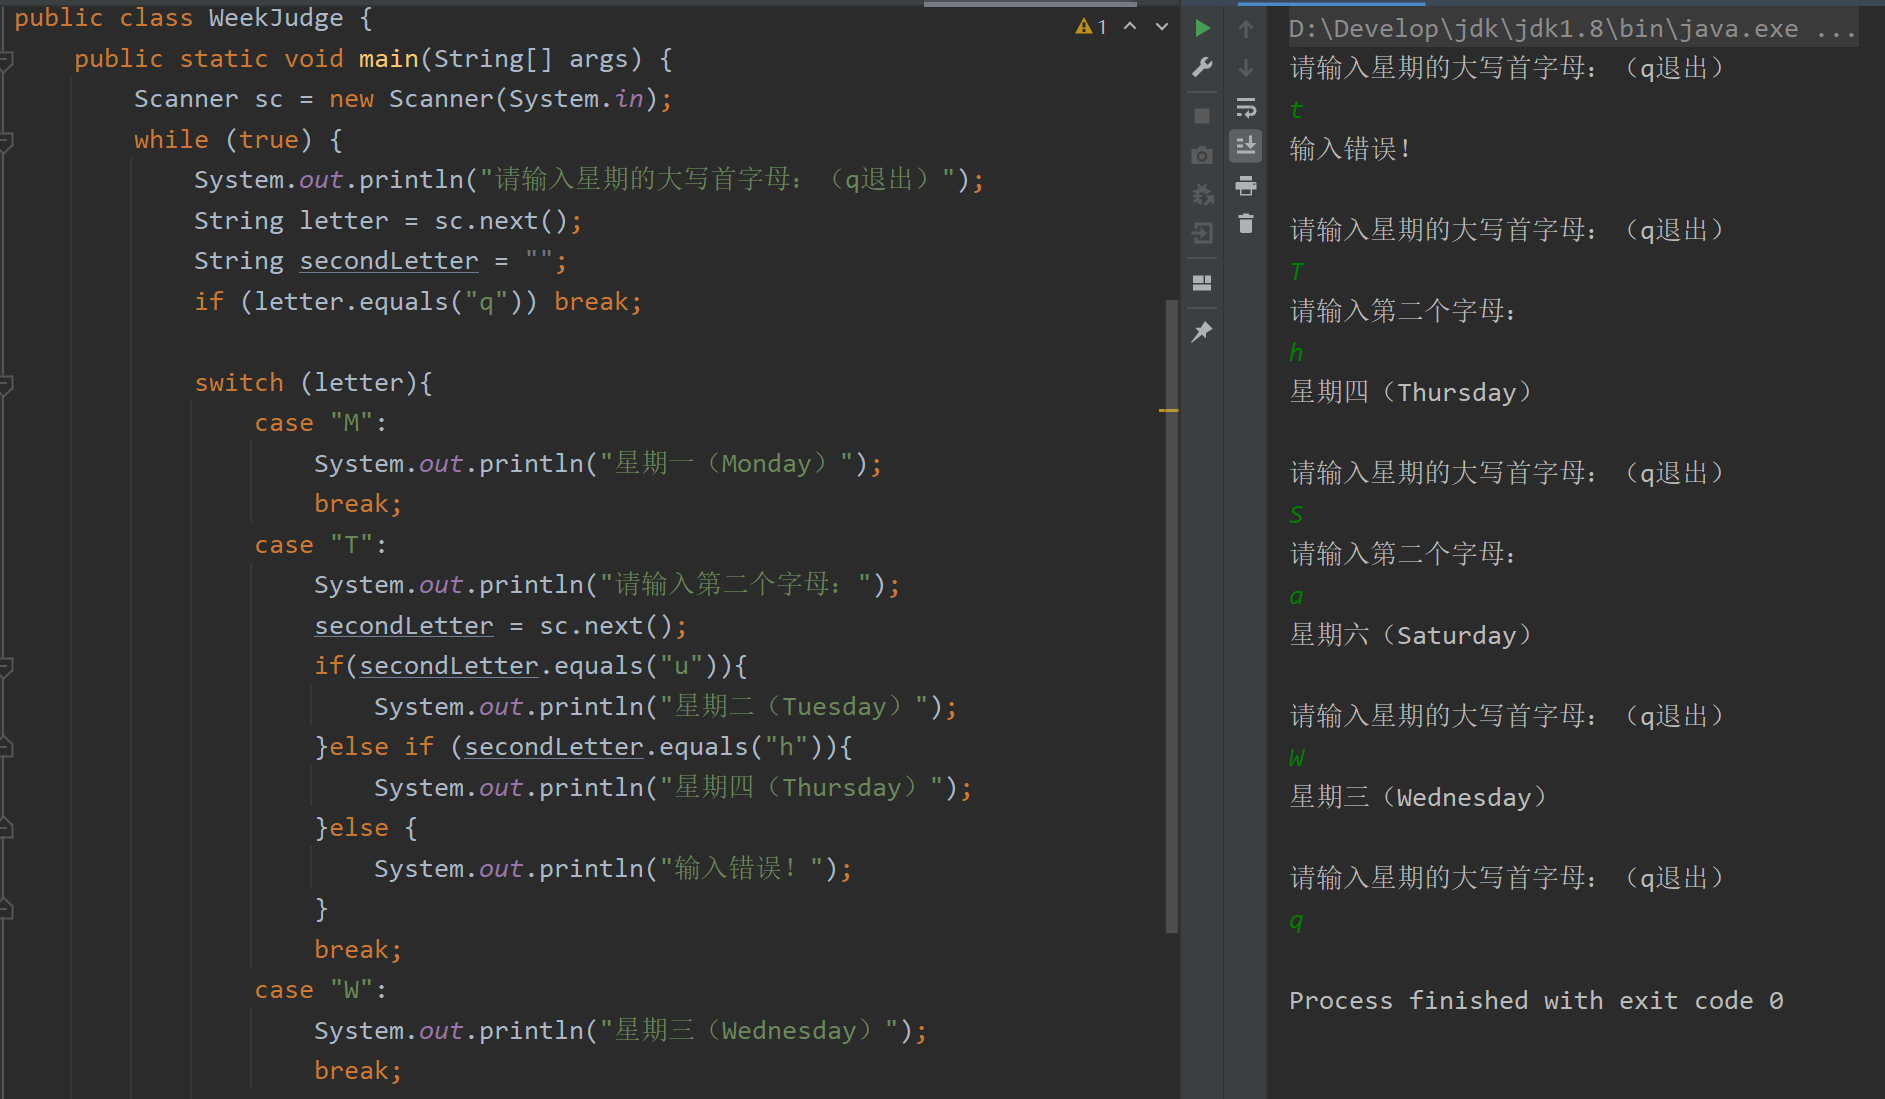 public class WeekJudge {
    public static void main(String[] args) {
        Scanner sc = new Scanner(System.in);
        while (true) {
            System.out.println("请输入星期的大写首字母：（q退出）");
            String letter = sc.next();
            String secondLetter = "";
            if (letter.equals("q")) break;
            switch (letter){
                case "M":
                    System.out.println("星期一（Monday）");
                    break;
                case "T":
                    System.out.println("请输入第二个字母：");
                    secondLetter = sc.next();
                    if(secondLetter.equals("u")){
                        System.out.println("星期二（Tuesday）");
                    }else if (secondLetter.equals("h")){
                        System.out.println("星期四（Thursday）");
                    }else {
                        System.out.println("输入错误！");
                    }
                    break;
                case "W":
                    System.out.println("星期三（Wednesday）");
                    break;
1
D:\Develop\jdk\jdk1.8\bin\java.exe ...
请输入星期的大写首字母：（q退出）
t
输入错误！
请输入星期的大写首字母：（q退出）
T
请输入第二个字母：
h
星期四（Thursday）
请输入星期的大写首字母：（q退出）
S
请输入第二个字母：
a
星期六（Saturday）
请输入星期的大写首字母：（q退出）
W
星期三（Wednesday）
请输入星期的大写首字母：（q退出）
q
Process finished with exit code 0